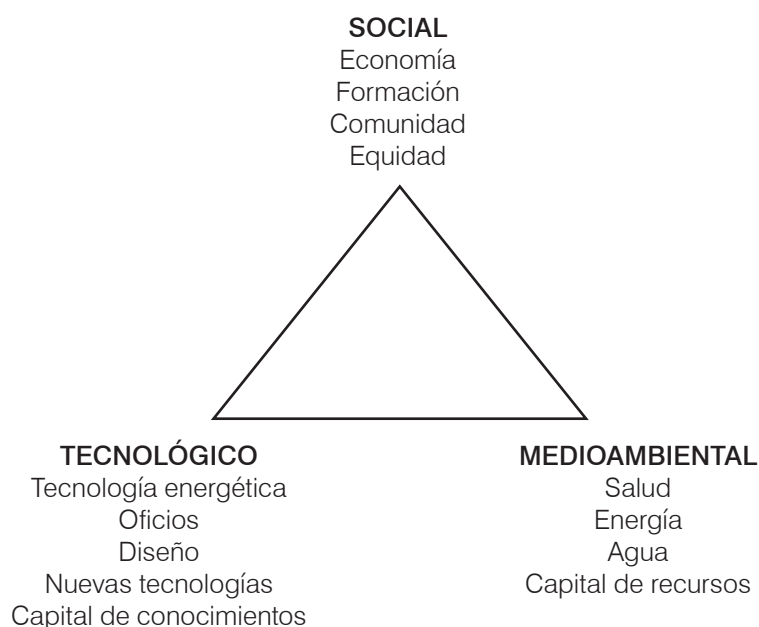 SOCIAL
Economía
Formación
Comunidad
Equidad
TECNOLÓGICO
Tecnología energética
Oficios
Diseño
Nuevas tecnologías
Capital de conocimientos
MEDIOAMBIENTAL
Salud
Energía
Agua
Capital de recursos